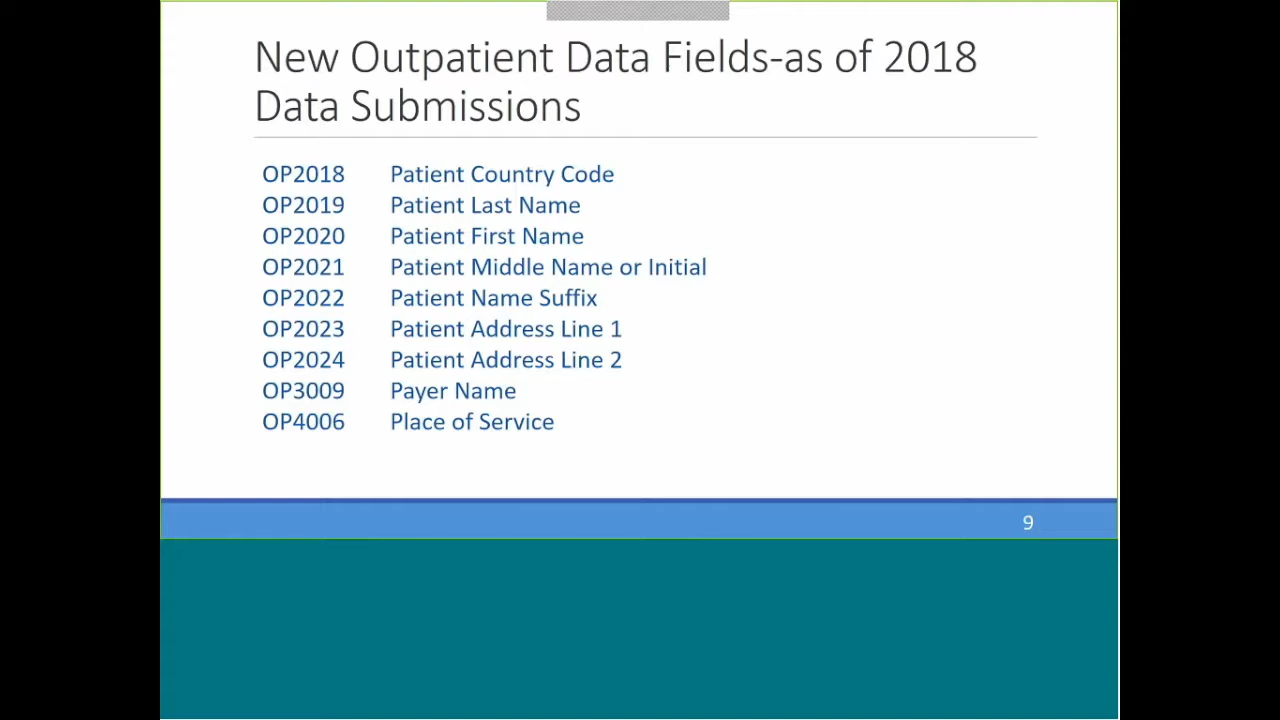 New Outpatient Data Fields-as of 2018
Data Submissions
OP2018 Patient Country Code
OP2019 Patient Last Name
OP2020 Patient First Name
OP2021 Patient Middle Name or Initial
OP2022 Patient Name Suffix
OP2023 Patient Address Line 1
OP2024 Patient Address Line 2
OP3009 Payer Name
OP4006 Place of Service
9